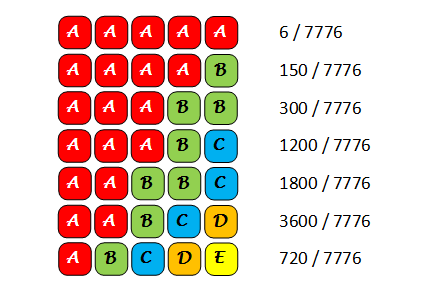 A A A A A 6 / 7776
A A A A B 150 / 7776
A A A B B 300 / 7776
A A A B C 1200 / 7776
A A B B C 1800 / 7776
A A B C D 3600 / 7776
A B C D E 720 / 7776